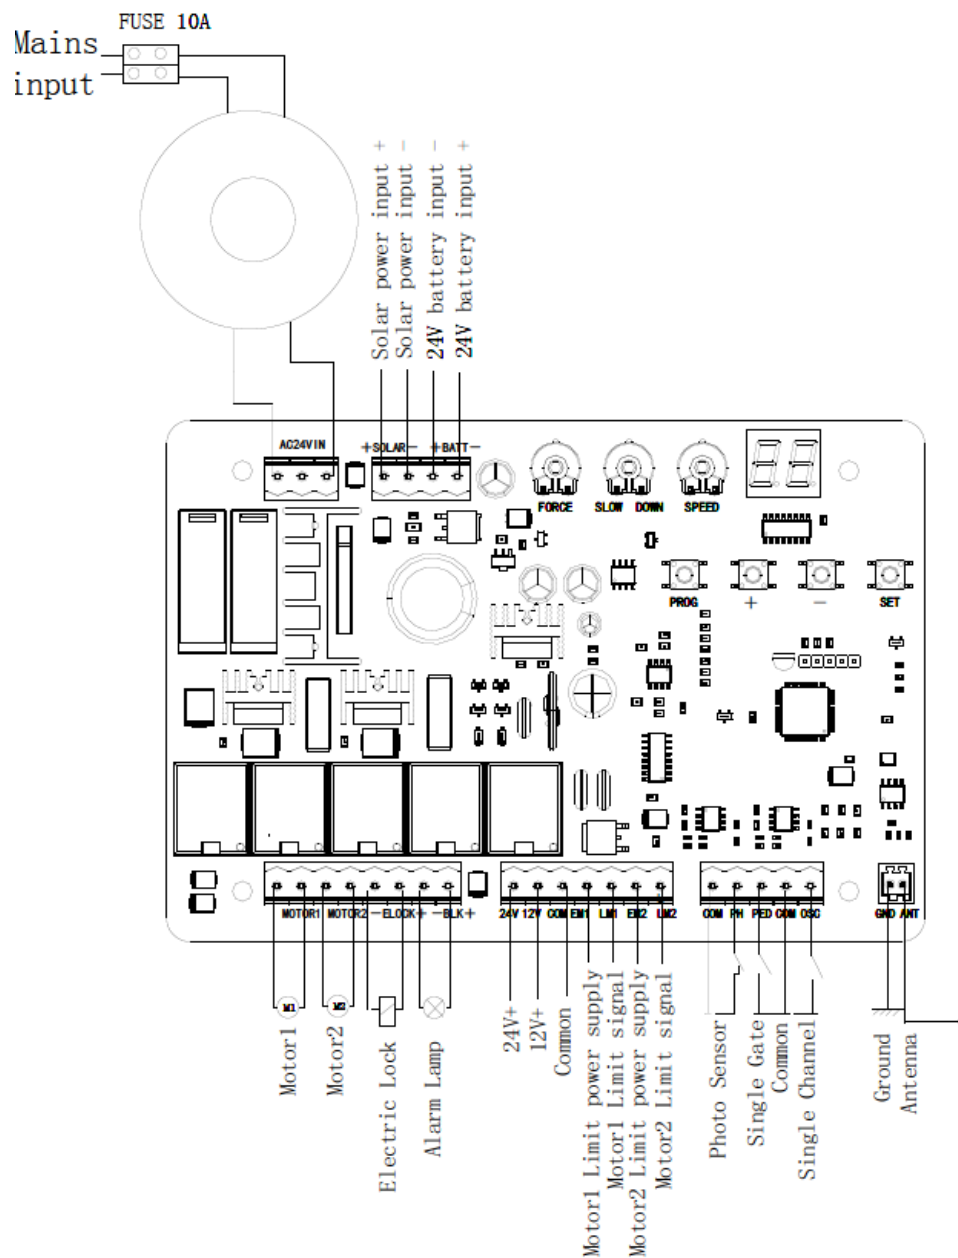 FUSE 10A
Mains
input
Solar power input +
Solar power input -
24V battery input -
24V battery input +
AC24VIN
+SOLAR-
+BATT-
FORCE
SLOW DOWN
SPEED
PROG
+
-
SET
MOTOR1
MOTOR2
-ELOCK+
-BLK+
24V
12V
COM
EM1
LM1
EM2
LM2
COM
PH
PED
COM
OSC
GND
ANT
M1
M2
Motor1
Motor2
Electric Lock
Alarm Lamp
24V+
12V+
Common
Motor1 Limit power supply
Motor1 Limit signal
Motor2 Limit power supply
Motor2 Limit signal
Photo Sensor
Single Gate
Common
Single Channel
Ground
Antenna